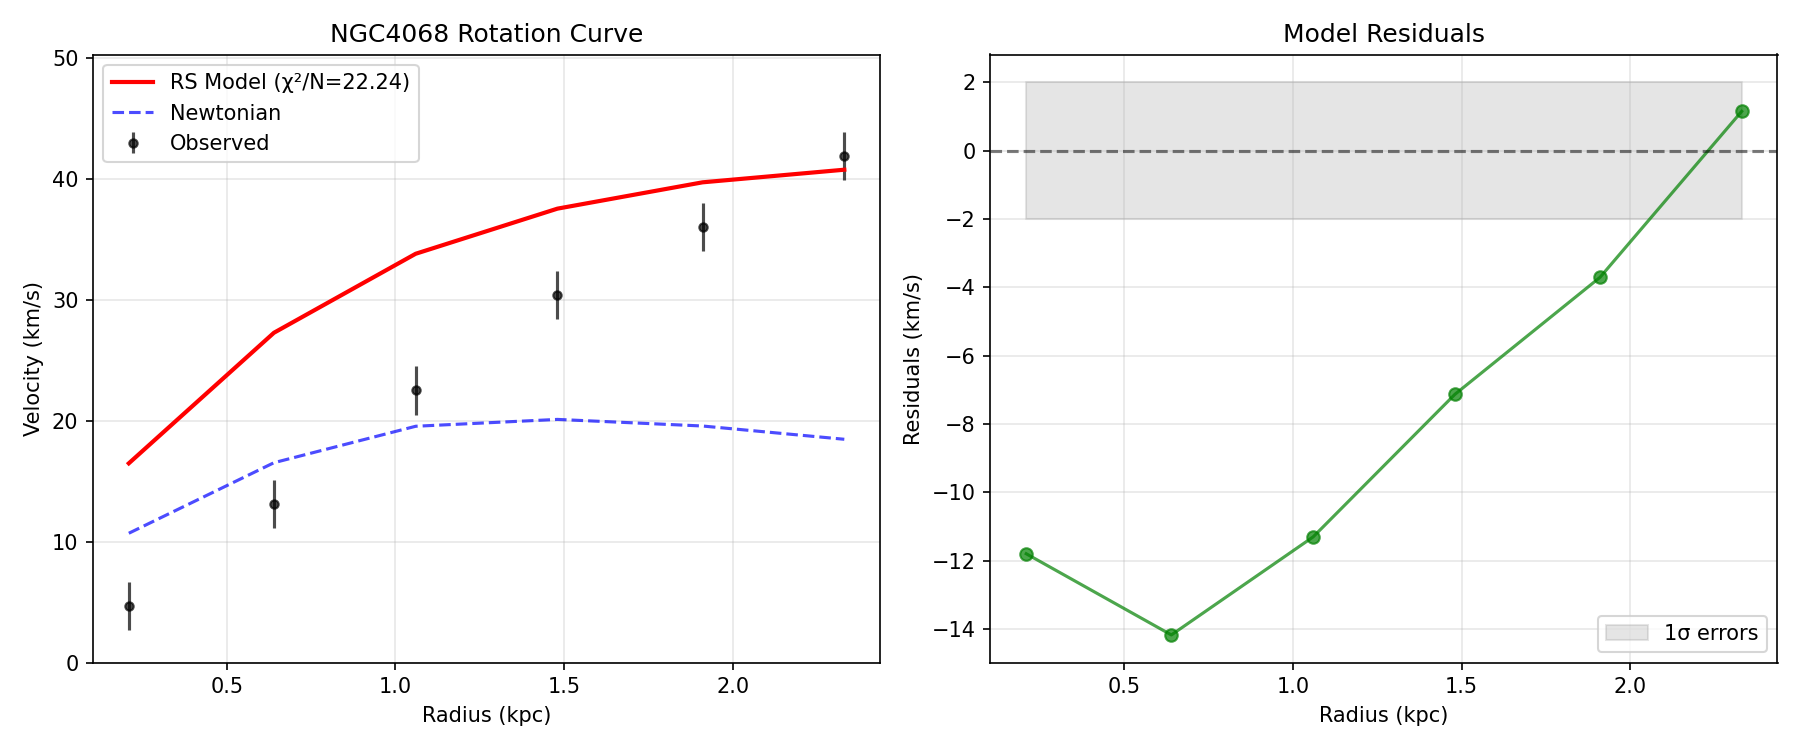 NGC4068 Rotation Curve
RS Model (χ²/N=22.24)
Newtonian
Observed
50
40
30
20
10
0
Velocity (km/s)
0.5
1.0
1.5
2.0
Radius (kpc)
Model Residuals
2
0
−2
−4
−6
−8
−10
−12
−14
Residuals (km/s)
1σ errors
0.5
1.0
1.5
2.0
Radius (kpc)